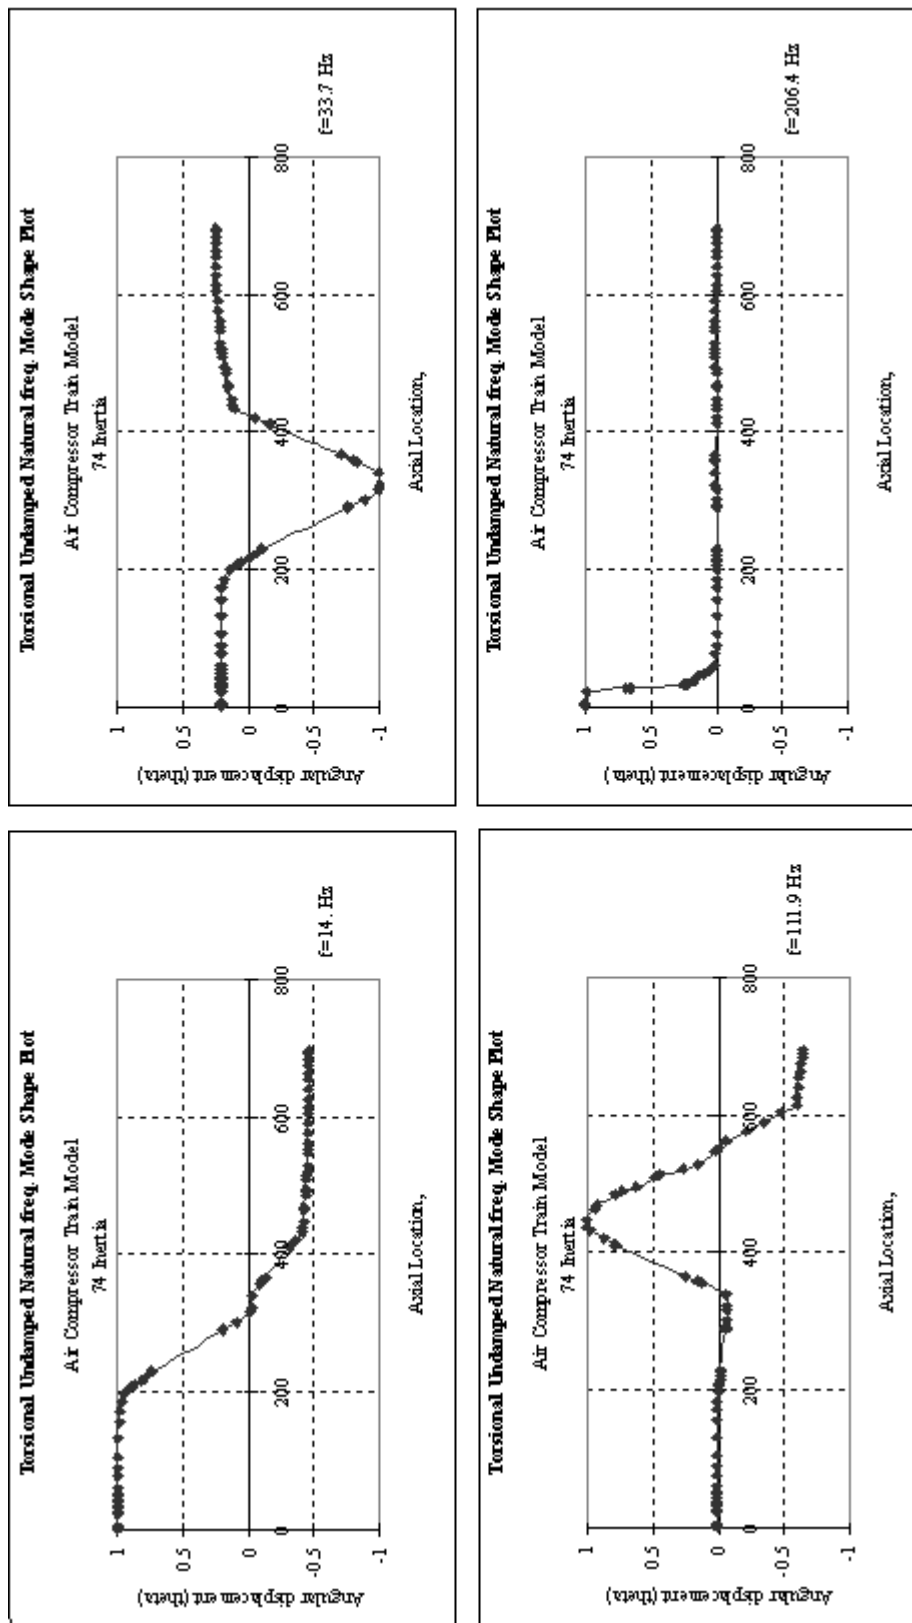 Torsional Undamped Natural freq. Mode Shape Plot
Air Compressor Train Model
74 Inertia
Angular displacement (theta)
1
0.5
0
-0.5
-1
0
200
400
600
800
f=14. Hz
Axial Location,
Torsional Undamped Natural freq. Mode Shape Plot
Air Compressor Train Model
74 Inertia
Angular displacement (theta)
1
0.5
0
-0.5
-1
0
200
400
600
800
f=33.7 Hz
Axial Location,
Torsional Undamped Natural freq. Mode Shape Plot
Air Compressor Train Model
74 Inertia
Angular displacement (theta)
1
0.5
0
-0.5
-1
0
200
400
600
800
f=111.9 Hz
Axial Location,
Torsional Undamped Natural freq. Mode Shape Plot
Air Compressor Train Model
74 Inertia
Angular displacement (theta)
1
0.5
0
-0.5
-1
0
200
400
600
800
f=206.4 Hz
Axial Location,